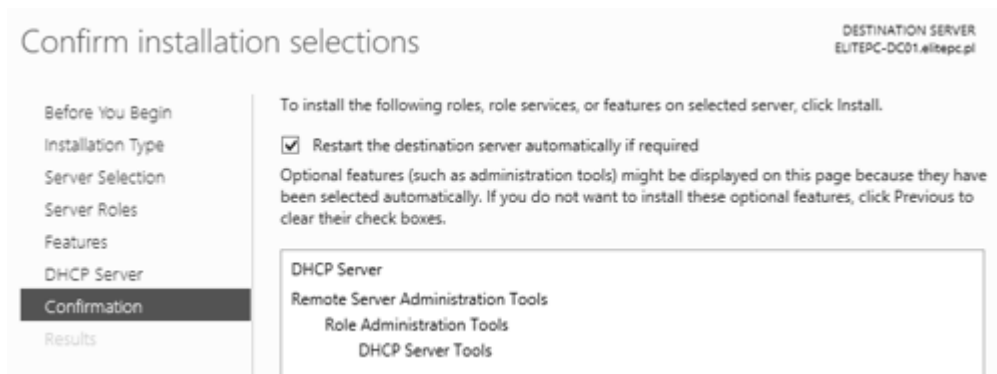 Confirm installation selections
DESTINATION SERVER
ELITEPC-DC01.elitepc.pl
Before You Begin
Installation Type
Server Selection
Server Roles
Features
DHCP Server
Confirmation
Results
To install the following roles, role services, or features on selected server, click Install.
Restart the destination server automatically if required
Optional features (such as administration tools) might be displayed on this page because they have
been selected automatically. If you do not want to install these optional features, click Previous to
clear their check boxes.
DHCP Server
Remote Server Administration Tools
Role Administration Tools
DHCP Server Tools